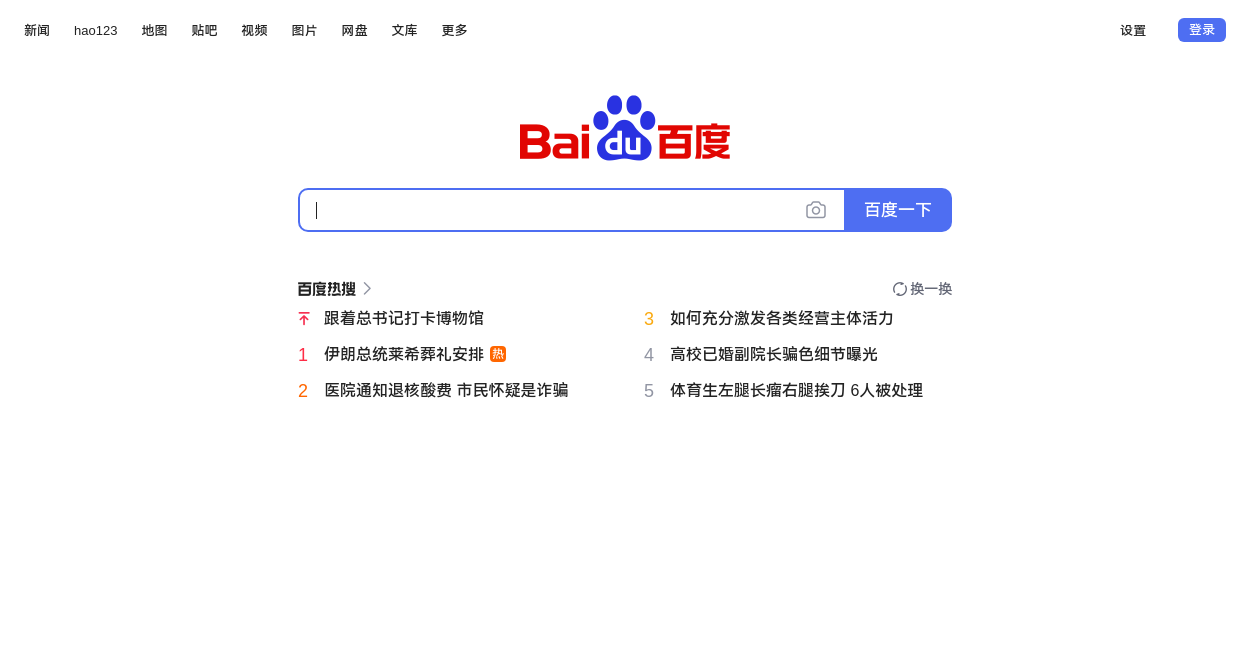 新闻 hao123 地图 贴吧 视频 图片 网盘 文库 更多 设置 登录
Bai du 百度
百度一下
百度热搜 换一换
跟着总书记打卡博物馆
1 伊朗总统莱希葬礼安排 热
2 医院通知退核酸费 市民怀疑是诈骗
3 如何充分激发各类经营主体活力
4 高校已婚副院长骗色细节曝光
5 体育生左腿长瘤右腿挨刀 6人被处理